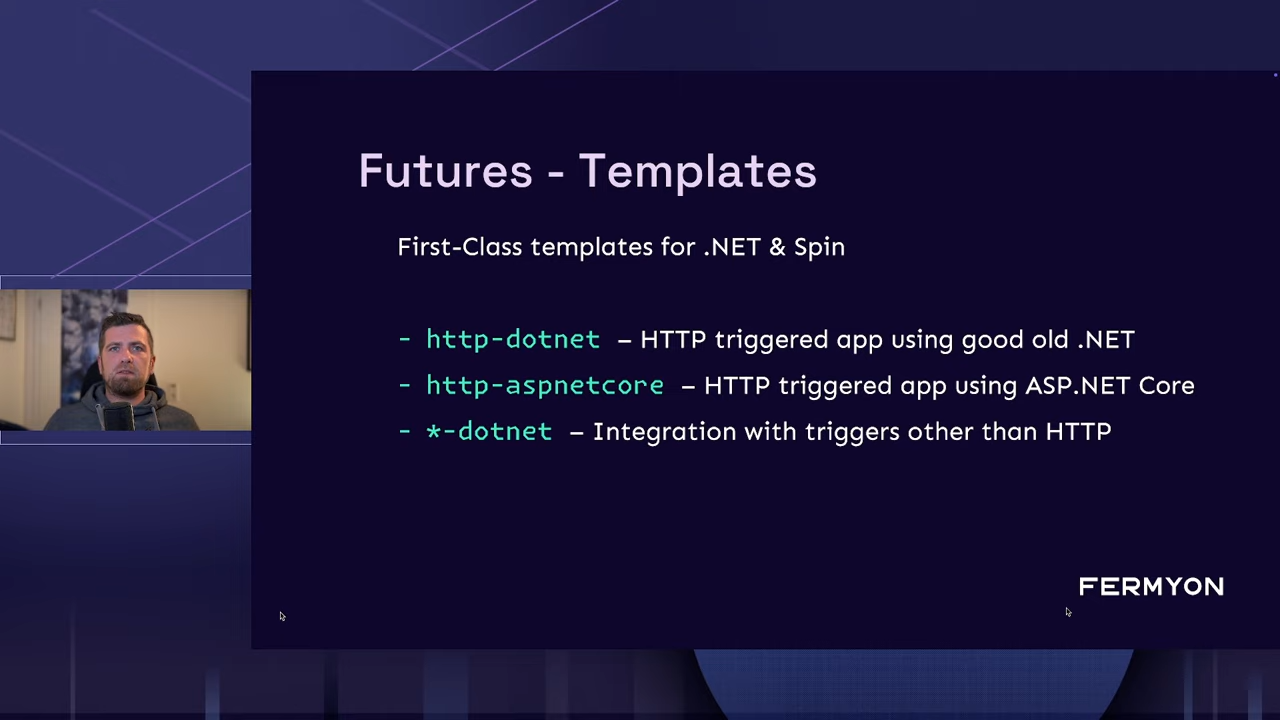 Futures - Templates
First-Class templates for .NET & Spin
- http-dotnet – HTTP triggered app using good old .NET
- http-aspnetcore – HTTP triggered app using ASP.NET Core
- *-dotnet – Integration with triggers other than HTTP
FERMYON